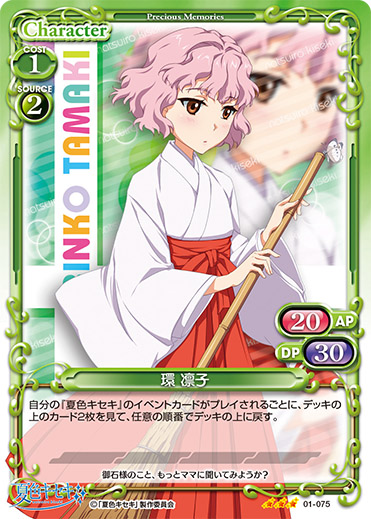 Precious Memories
Character
COST
1
SOURCE
2
RINKO TAMAKI
natsuiro kiseki
20 AP
DP 30
環 凛子
自分の『夏色キセキ』のイベントカードがプレイされるごとに、デッキの
上のカード2枚を見て、任意の順番でデッキの上に戻す。
御石様のこと、もっとママに聞いてみようか?
夏色キセキ
©「夏色キセキ」製作委員会
01-075